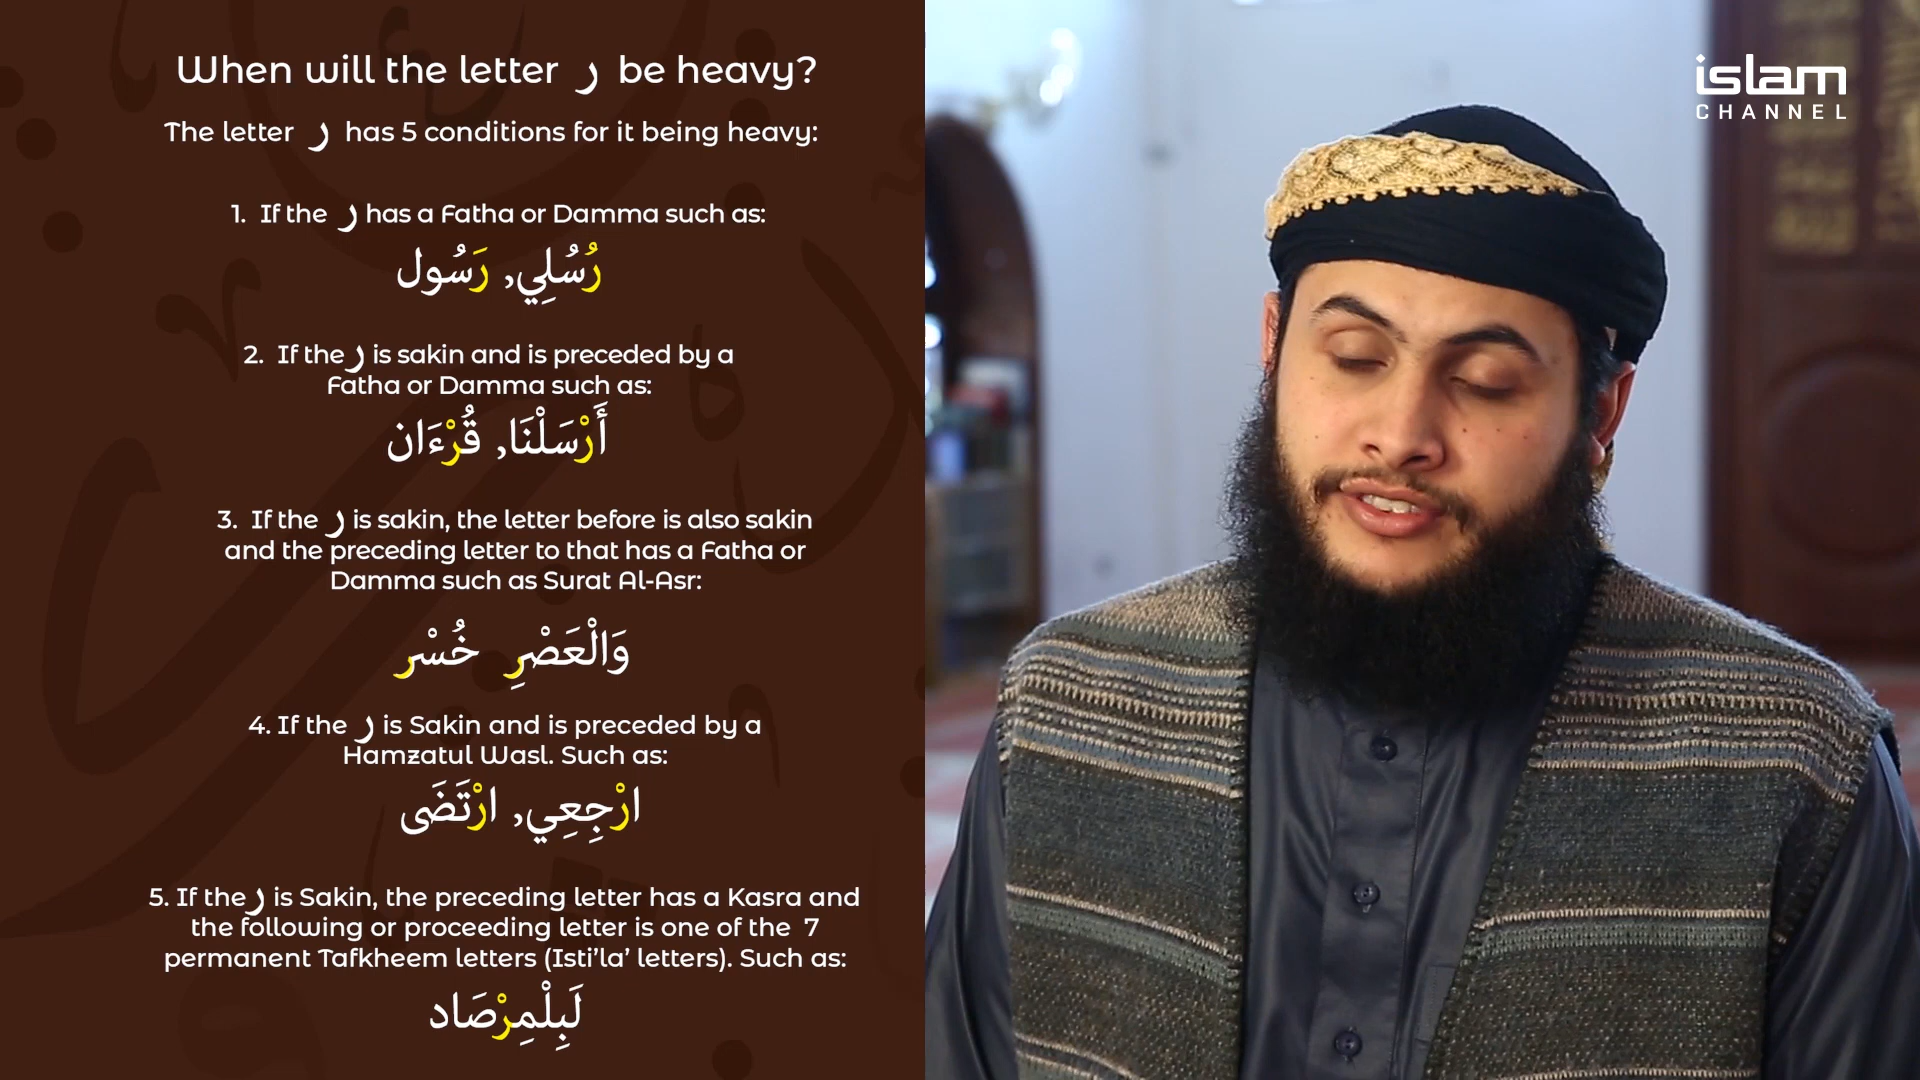 When will the letter ر be heavy?
The letter ر has 5 conditions for it being heavy:
1. If the ر has a Fatha or Damma such as:
رُسُلِي, رَسُول
2. If the ر is sakin and is preceded by a
Fatha or Damma such as:
أَرْسَلْنَا, قُرْءَان
3. If the ر is sakin, the letter before is also sakin
and the preceding letter to that has a Fatha or
Damma such as Surat Al-Asr:
وَالْعَصْرِ خُسْر
4. If the ر is Sakin and is preceded by a
Hamzatul Wasl. Such as:
ارْجِعِي, ارْتَضَى
5. If the ر is Sakin, the preceding letter has a Kasra and
the following or proceeding letter is one of the 7
permanent Tafkheem letters (Isti’la’ letters). Such as:
لَبِلْمِرْصَاد
islam
CHANNEL